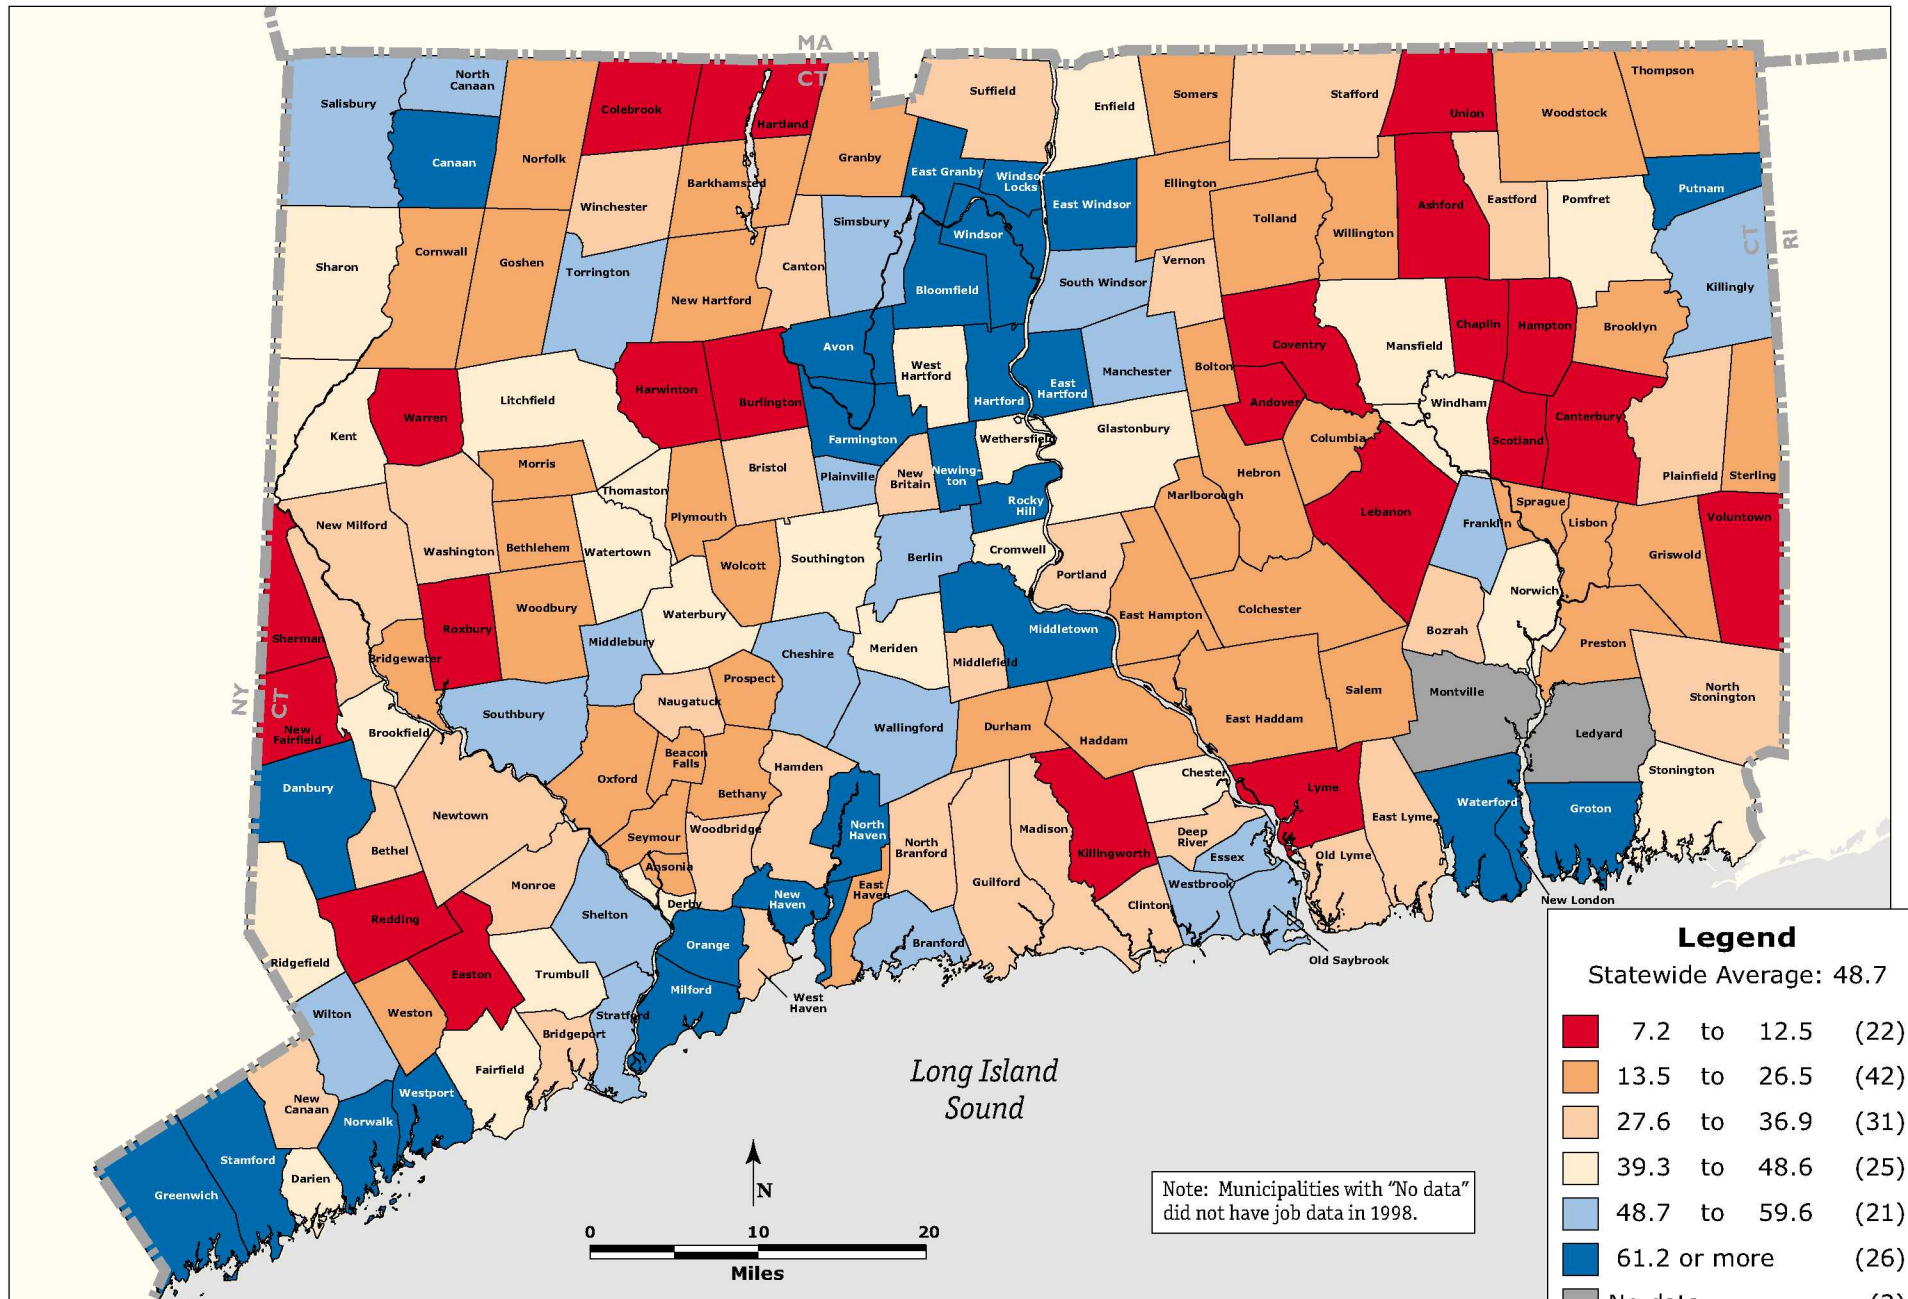 MA
CT
Salisbury
North
Canaan
Canaan
Norfolk
Colebrook
Hartland
Granby
Suffield
Enfield
Somers
Stafford
Union
Woodstock
Thompson
Winchester
Barkhamsted
East Granby
Windsor
Locks
East Windsor
Ellington
Tolland
Willington
Ashford
Eastford
Pomfret
Putnam
CT
RI
Sharon
Cornwall
Goshen
Torrington
New Hartford
Canton
Simsbury
Windsor
Bloomfield
South Windsor
Vernon
Killingly
Kent
Warren
Litchfield
Harwinton
Burlington
Avon
West
Hartford
Hartford
East
Hartford
Manchester
Bolton
Coventry
Andover
Mansfield
Chaplin
Hampton
Brooklyn
Windham
Scotland
Canterbury
Plainfield
Sterling
Morris
Thomaston
Plymouth
Bristol
Farmington
Plainville
New
Britain
Newing-
ton
Wethersfield
Rocky
Hill
Glastonbury
Marlborough
Hebron
Columbia
Lebanon
Franklin
Sprague
Lisbon
Griswold
Voluntown
New Milford
Washington
Bethlehem
Watertown
Wolcott
Southington
Berlin
Cromwell
Portland
East Hampton
Colchester
Bozrah
Norwich
Preston
Sherman
Bridgewater
Roxbury
Woodbury
Middlebury
Waterbury
Cheshire
Meriden
Middlefield
Middletown
NY
CT
New
Fairfield
Brookfield
Southbury
Naugatuck
Prospect
Wallingford
Durham
Haddam
East Haddam
Salem
Montville
Ledyard
North
Stonington
Danbury
Bethel
Newtown
Oxford
Beacon
Falls
Bethany
Hamden
Seymour
Woodbridge
Ansonia
Derby
North
Haven
North
Branford
Guilford
Madison
Killingworth
Chester
Deep
River
Essex
Westbrook
Clinton
Lyme
Old Lyme
East Lyme
Waterford
Groton
Stonington
New London
Old Saybrook
Ridgefield
Redding
Easton
Monroe
Shelton
Trumbull
Orange
Milford
New
Haven
West
Haven
East
Haven
Branford
Wilton
Weston
Fairfield
Bridgeport
Stratford
New
Canaan
Norwalk
Westport
Greenwich
Stamford
Darien
Long Island
Sound
N
0 10 20
Miles
Note: Municipalities with "No data"
did not have job data in 1998.
Legend
Statewide Average: 48.7
7.2 to 12.5 (22)
13.5 to 26.5 (42)
27.6 to 36.9 (31)
39.3 to 48.6 (25)
48.7 to 59.6 (21)
61.2 or more (26)
No data (2)